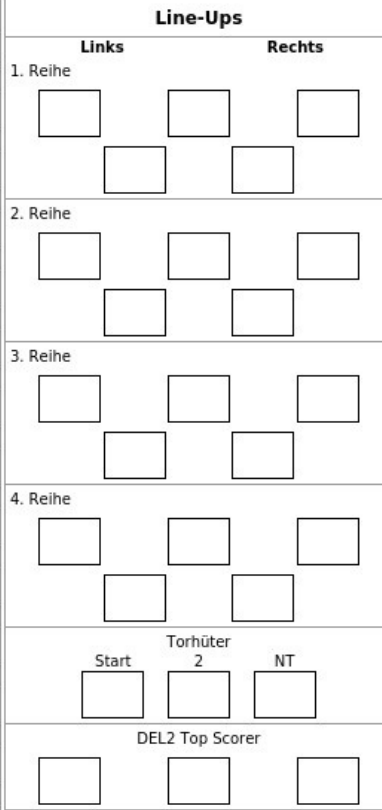 Line-Ups
Links Rechts
1. Reihe
2. Reihe
3. Reihe
4. Reihe
Torhüter
Start 2 NT
DEL2 Top Scorer